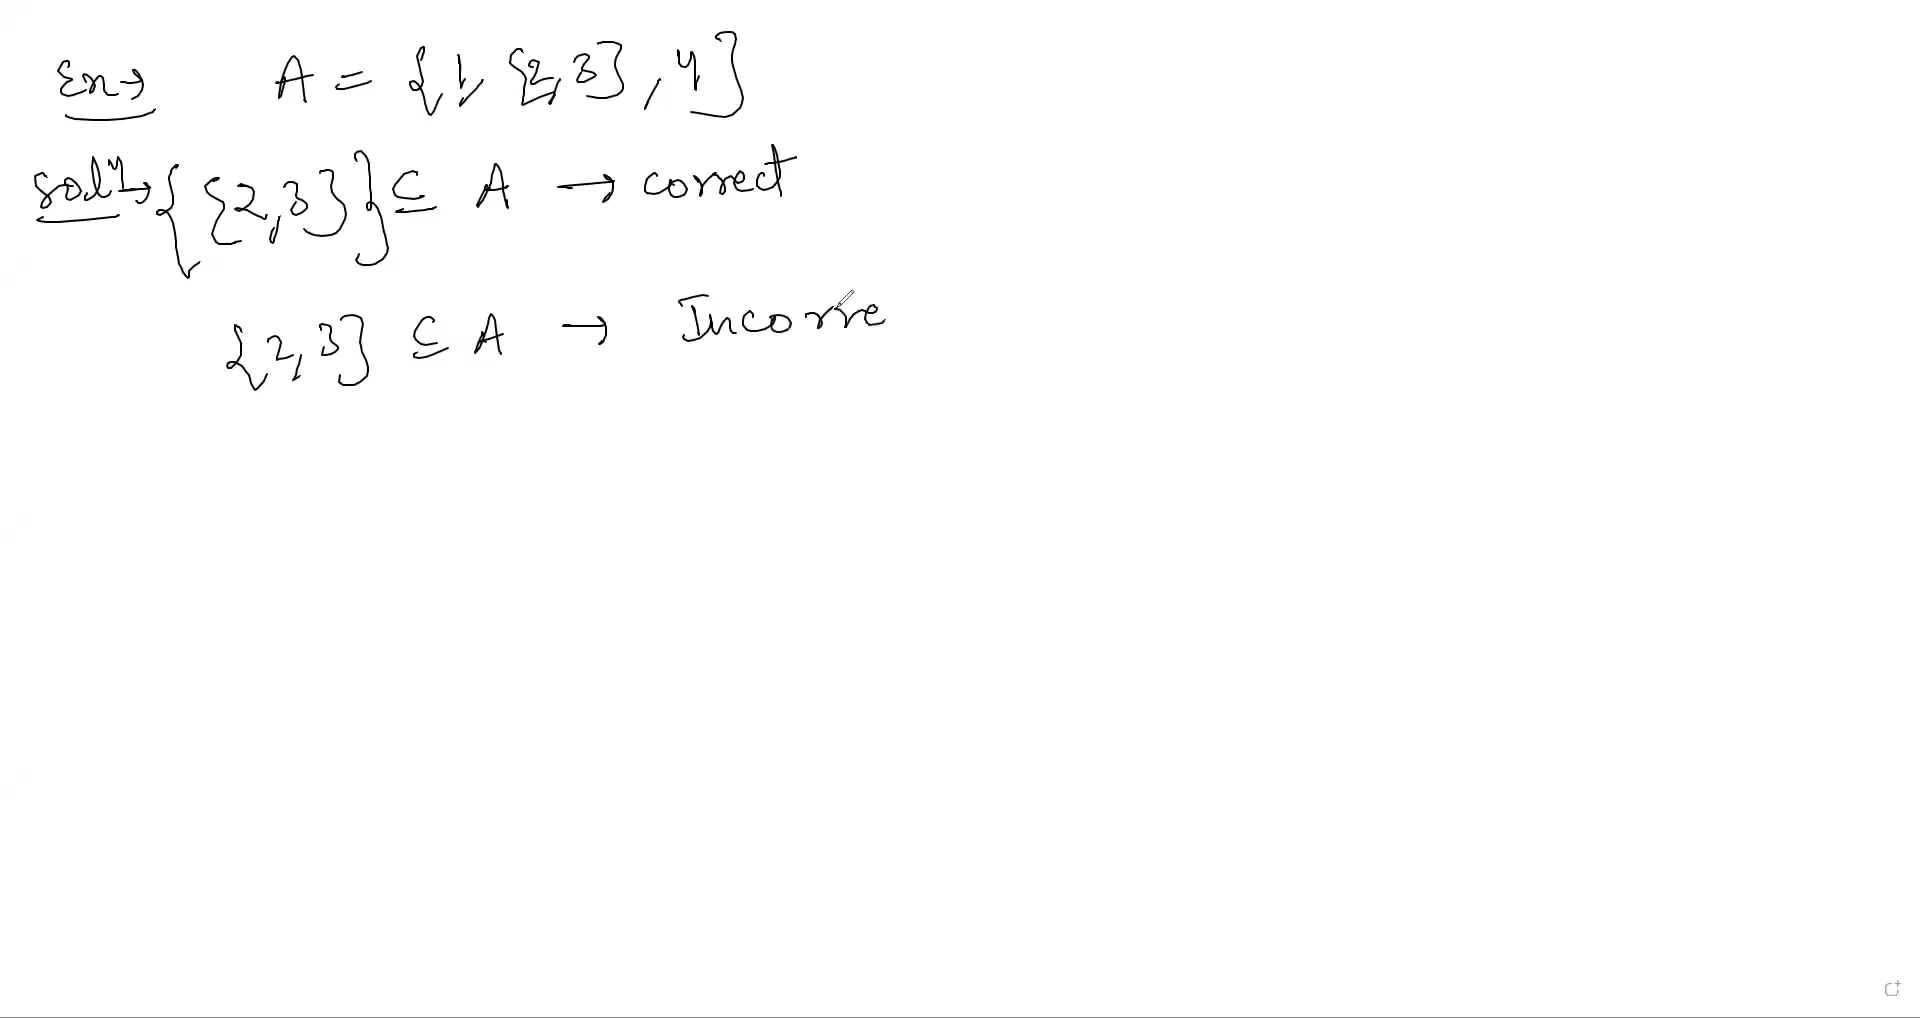 Ex→ A = {1, {2,3}, 4}
Solⁿ→ {{2,3}} ⊆ A → correct
{2,3} ⊆ A → Incorre